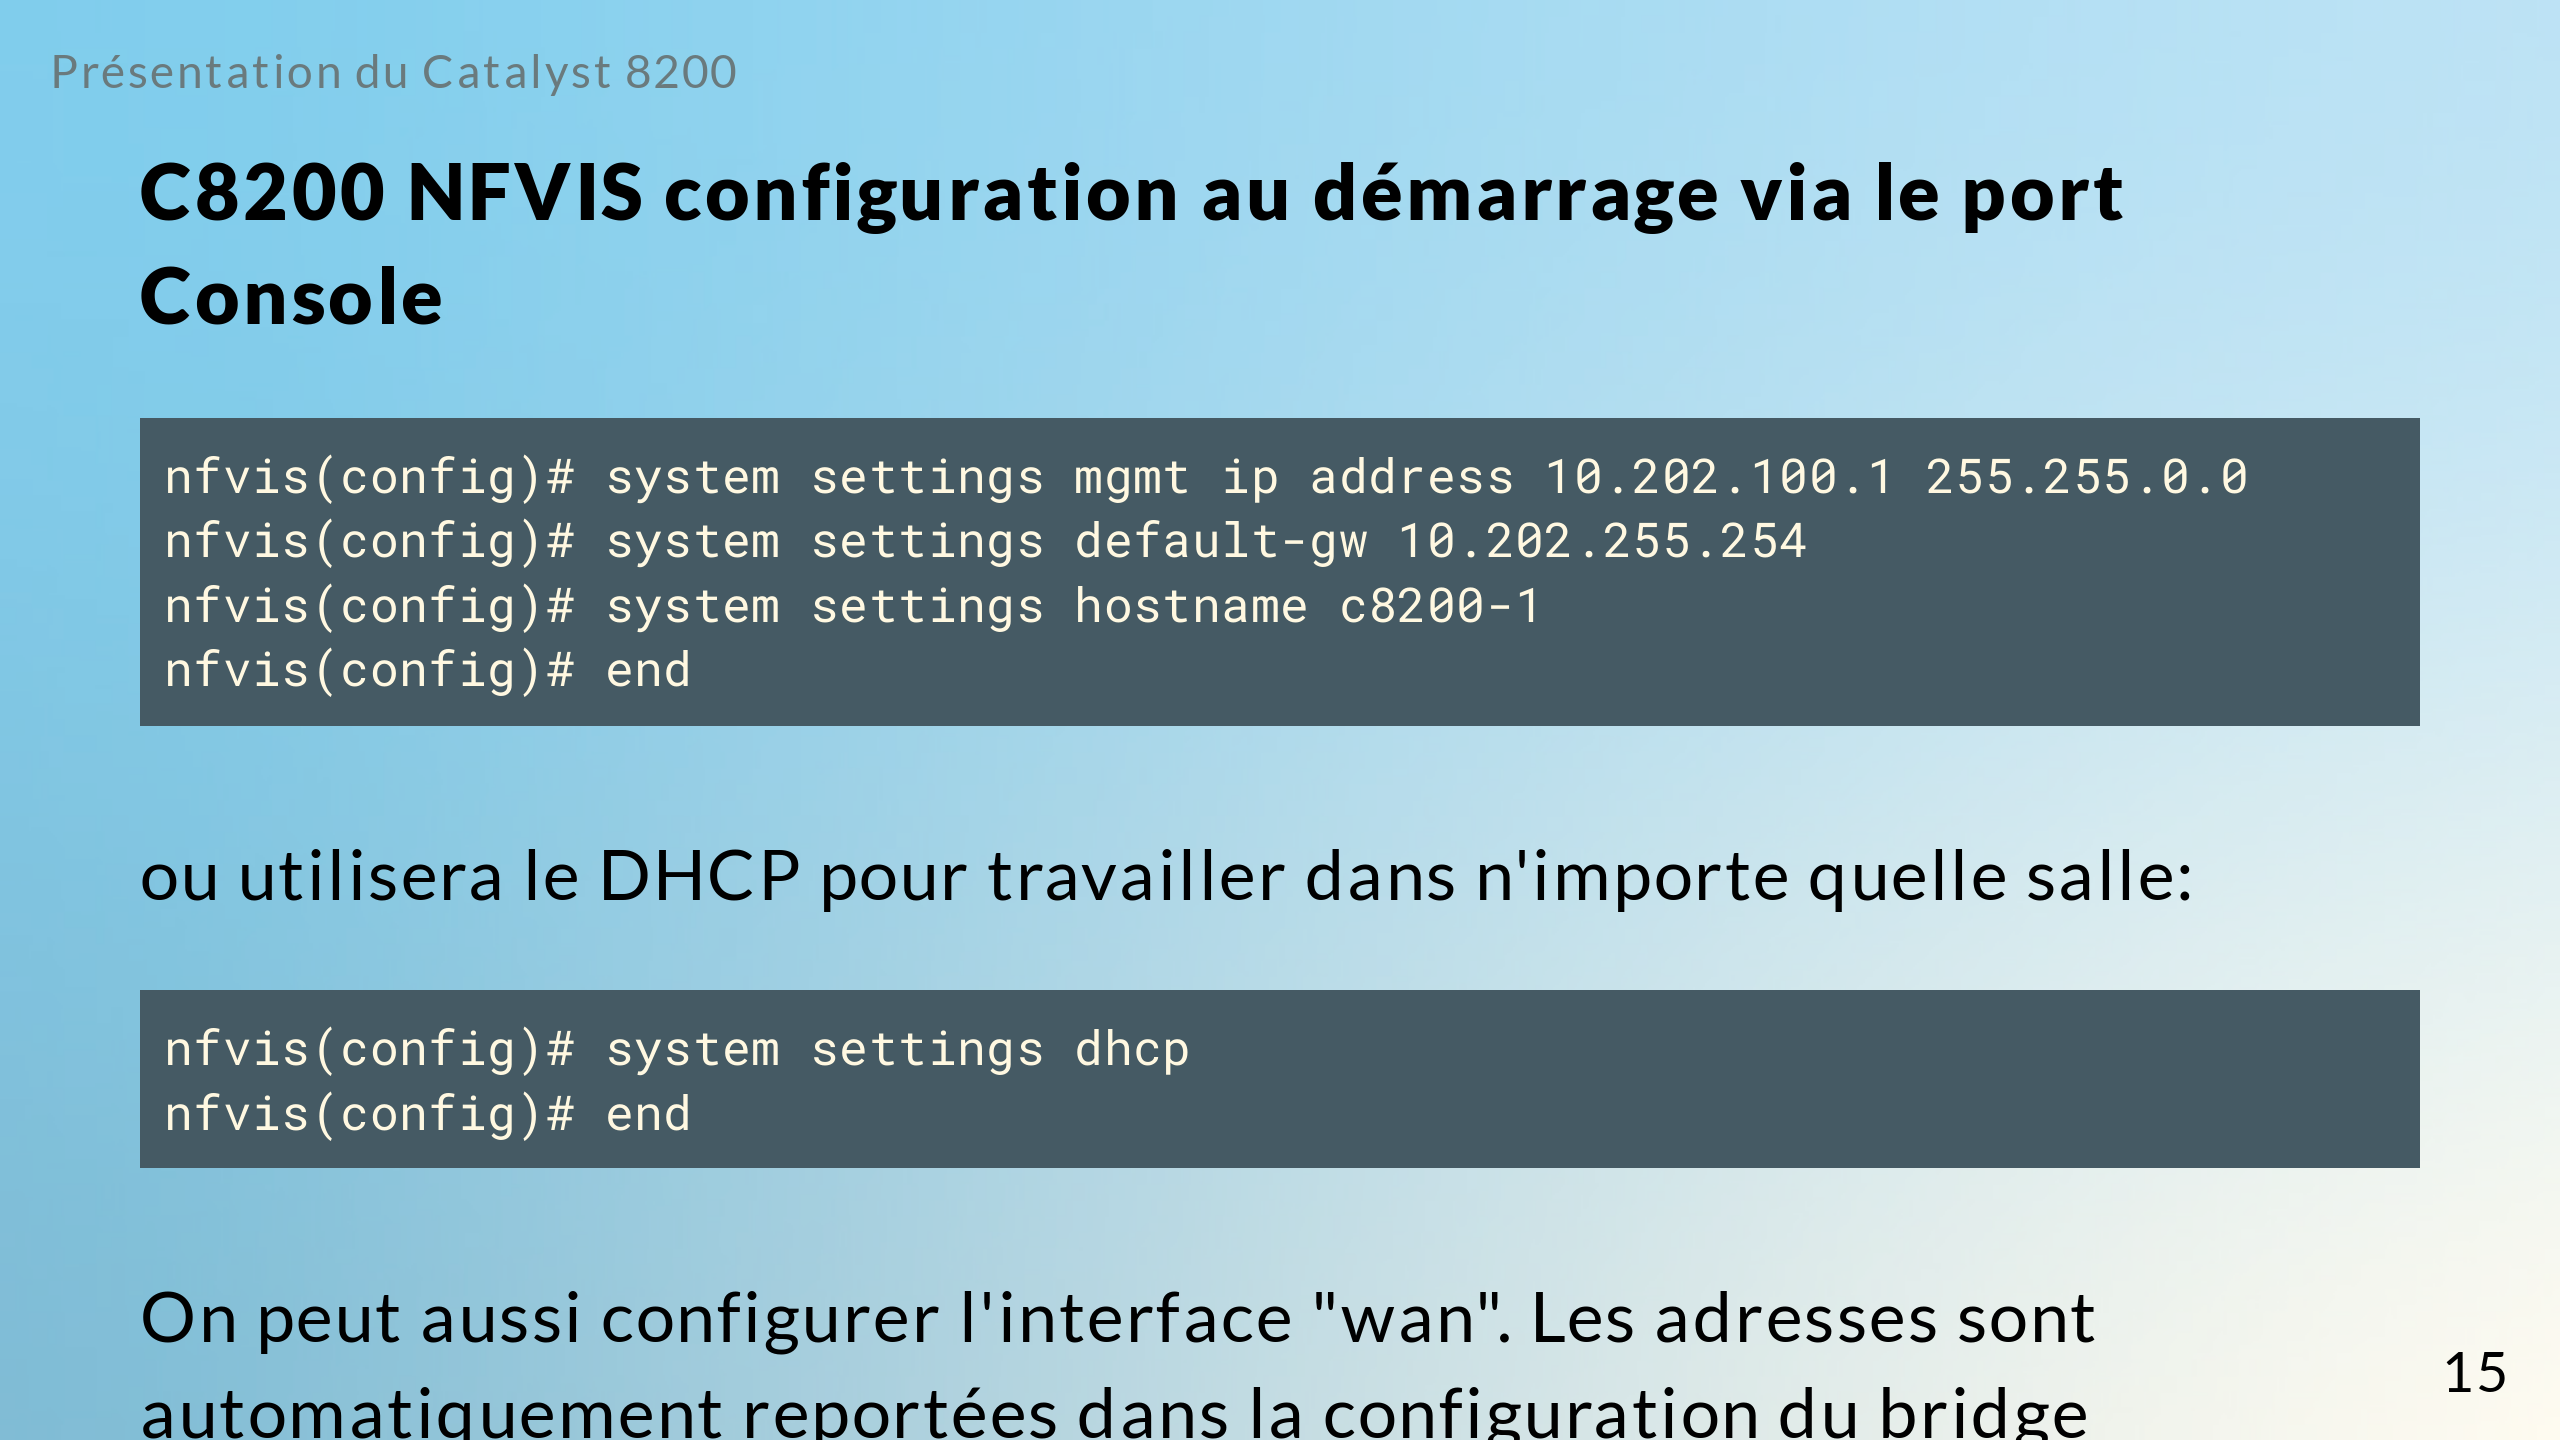 Présentation du Catalyst 8200
C8200 NFVIS configuration au démarrage via le port
Console
nfvis(config)# system settings mgmt ip address 10.202.100.1 255.255.0.0
nfvis(config)# system settings default-gw 10.202.255.254
nfvis(config)# system settings hostname c8200-1
nfvis(config)# end
ou utilisera le DHCP pour travailler dans n'importe quelle salle:
nfvis(config)# system settings dhcp
nfvis(config)# end
On peut aussi configurer l'interface "wan". Les adresses sont
automatiquement reportées dans la configuration du bridge
15